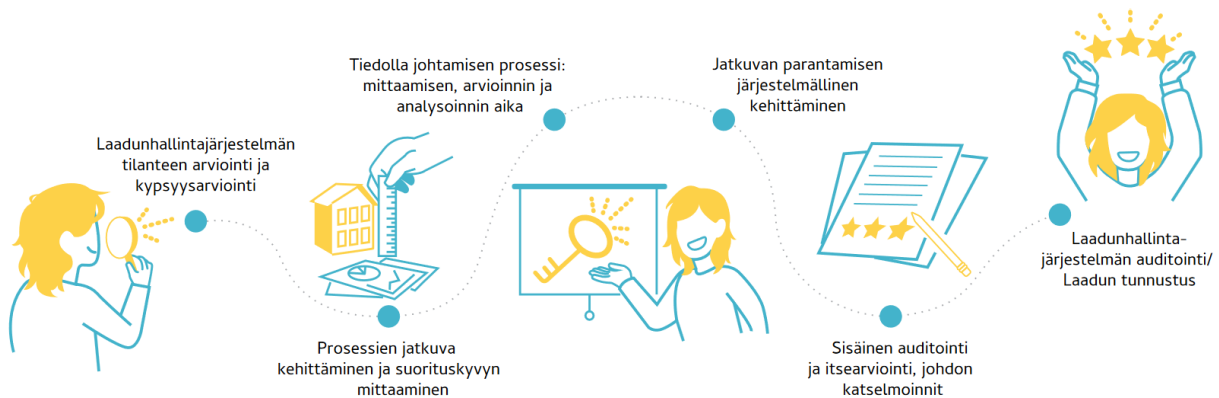 Laadunhallintajärjestelmän
tilanteen arviointi ja
kypsyysarviointi
Prosessien jatkuva
kehittäminen ja suorituskyvyn
mittaaminen
Tiedolla johtamisen prosessi:
mittaamisen, arvioinnin ja
analysoinnin aika
Jatkuvan parantamisen
järjestelmällinen
kehittäminen
Sisäinen auditointi
ja itsearviointi, johdon
katselmoinnit
Laadunhallinta-
järjestelmän auditointi/
Laadun tunnustus